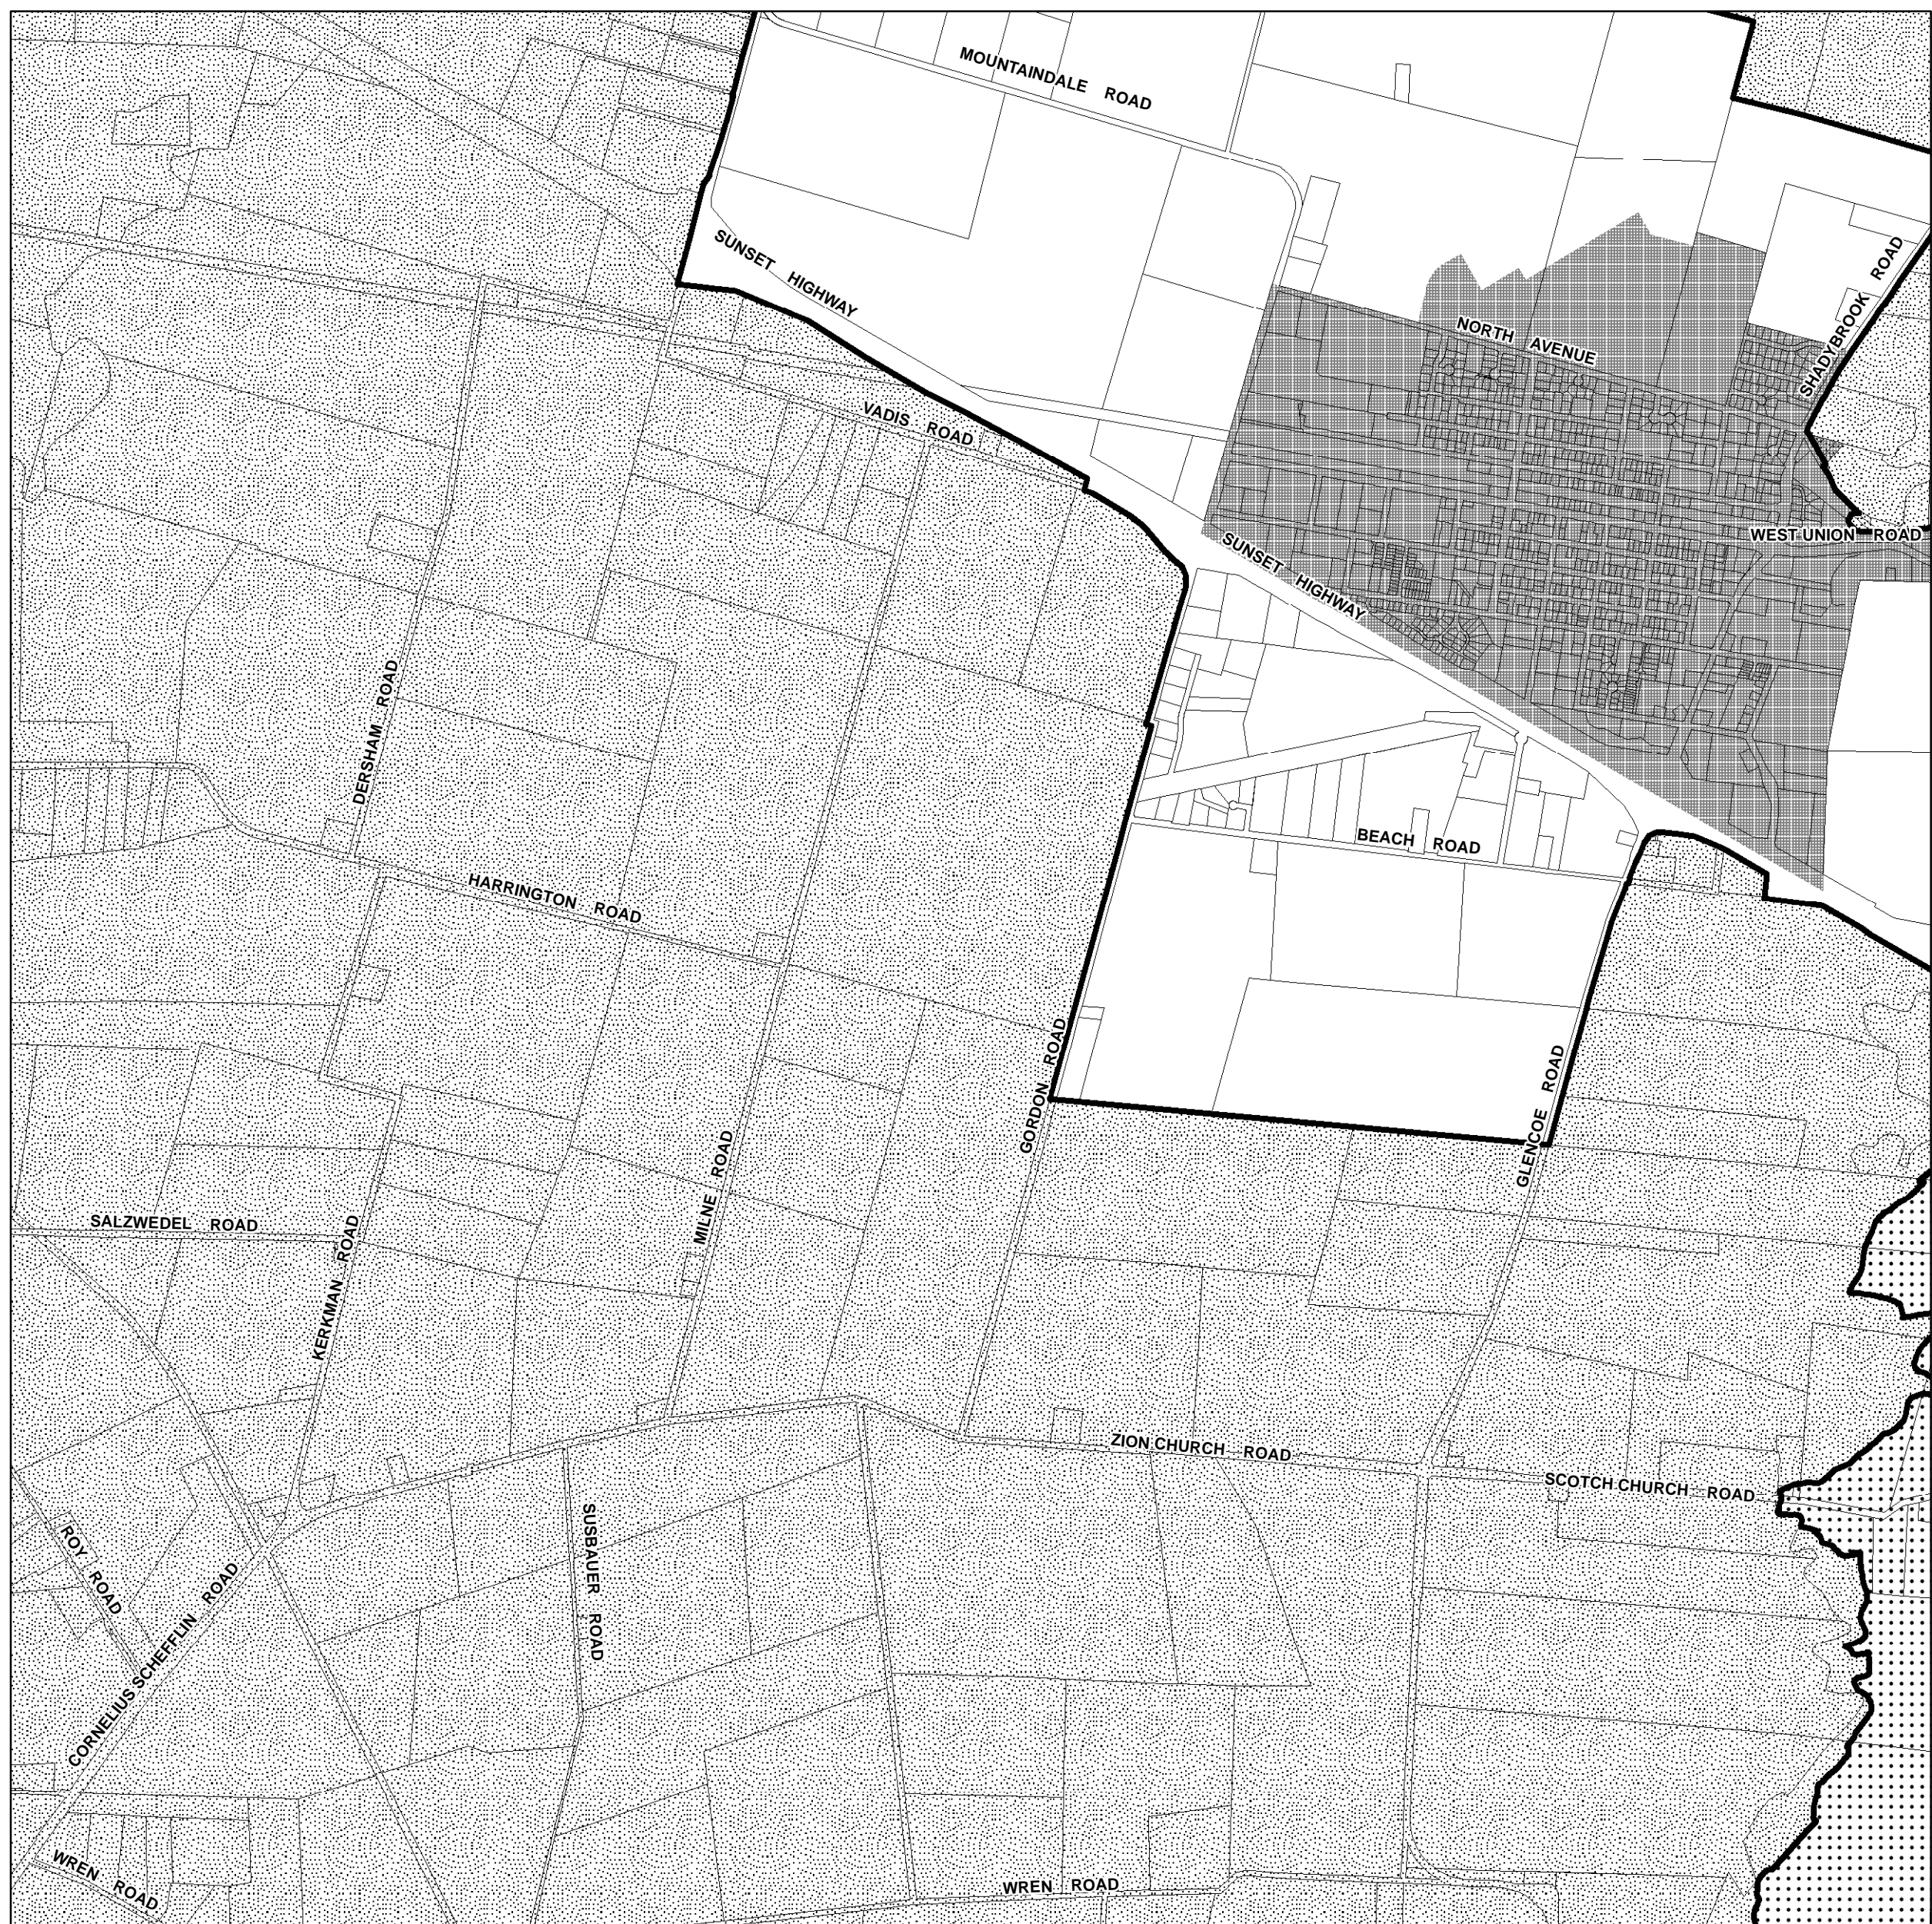 MOUNTAINDALE ROAD
SUNSET HIGHWAY
SHADYBROOK ROAD
NORTH AVENUE
VADIS ROAD
WEST UNION ROAD
SUNSET HIGHWAY
DERSHAM ROAD
BEACH ROAD
HARRINGTON ROAD
GORDON ROAD
GLENCOE ROAD
MILNE ROAD
SALZWEDEL ROAD
KERKMAN ROAD
ZION CHURCH ROAD
SCOTCH CHURCH ROAD
SUSBAUER ROAD
ROY ROAD
CORNELIUS SCHEFFLIN ROAD
WREN ROAD
WREN ROAD